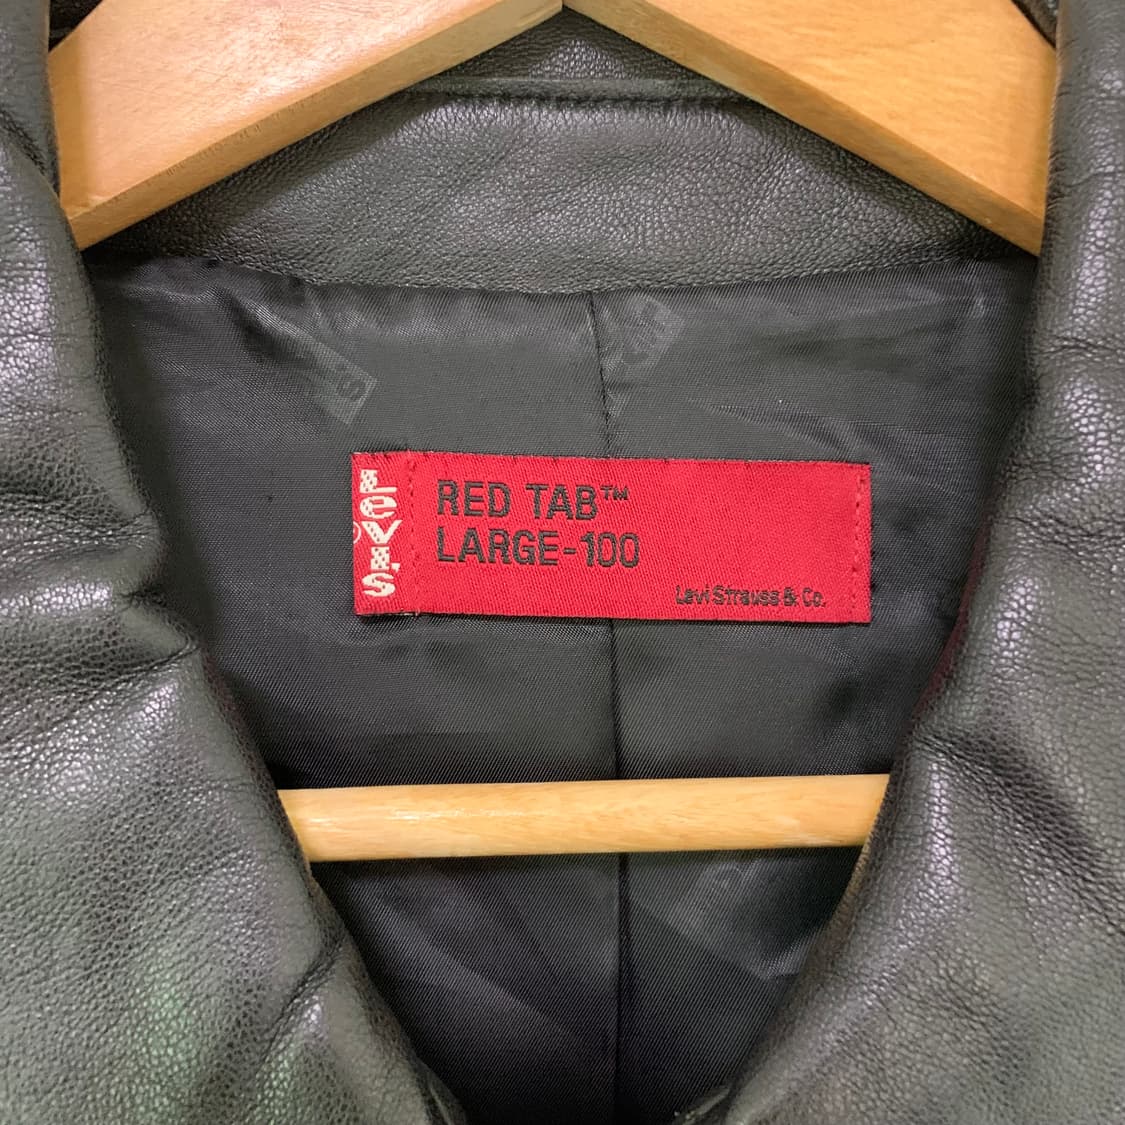 LEVI'S
®
RED TAB™
LARGE-100
Levi Strauss & Co.